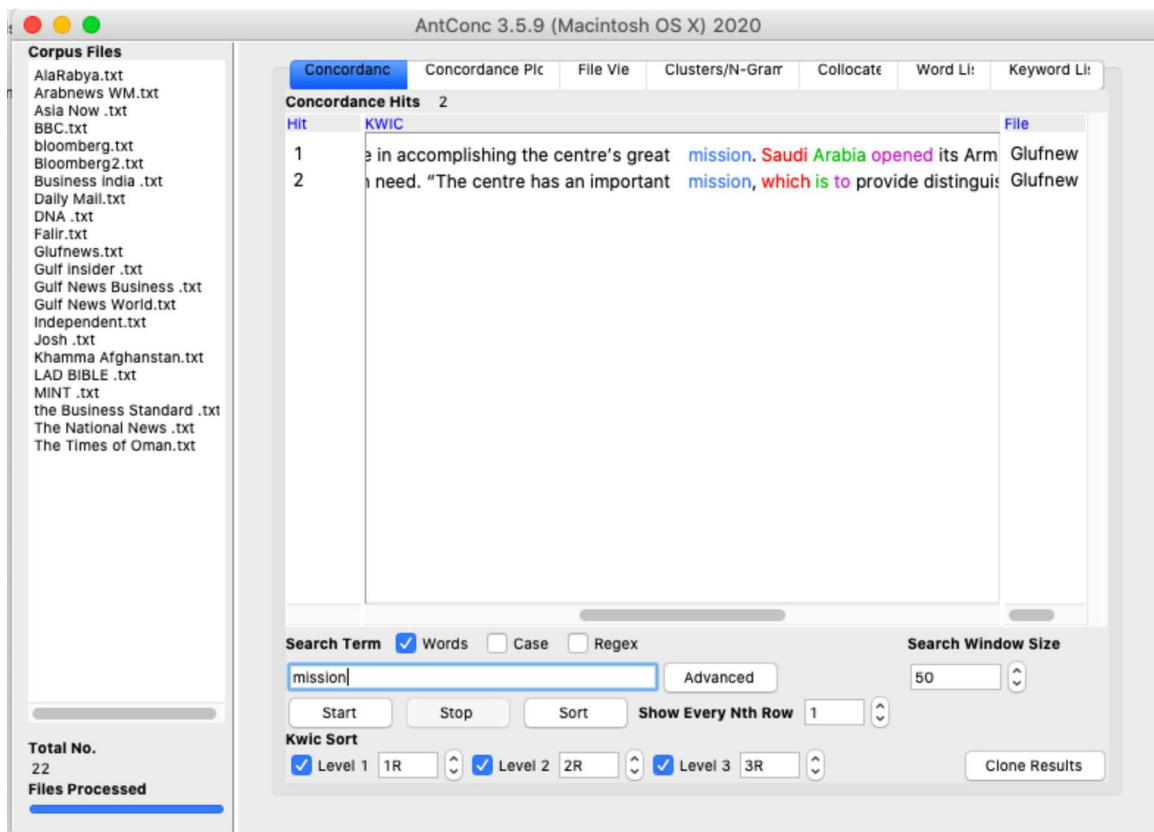 AntConc 3.5.9 (Macintosh OS X) 2020
Corpus Files
AlaRabya.txt
Arabnews WM.txt
Asia Now .txt
BBC.txt
bloomberg.txt
Bloomberg2.txt
Business india .txt
Daily Mail.txt
DNA .txt
Falir.txt
Glufnews.txt
Gulf insider .txt
Gulf News Business .txt
Gulf News World.txt
Independent.txt
Josh .txt
Khamma Afghanstan.txt
LAD BIBLE .txt
MINT .txt
the Business Standard .txt
The National News .txt
The Times of Oman.txt
Total No.
22
Files Processed
Concordanc Concordance Plc File Vie Clusters/N-Gram Collocate Word Li: Keyword Li:
Concordance Hits 2
Hit KWIC File
1 e in accomplishing the centre’s great mission. Saudi Arabia opened its Arm Glufnew
2 n need. “The centre has an important mission, which is to provide distinguis Glufnew
Search Term Words Case Regex Search Window Size
mission Advanced 50
Start Stop Sort Show Every Nth Row 1
Kwic Sort
Level 1 1R Level 2 2R Level 3 3R Clone Results